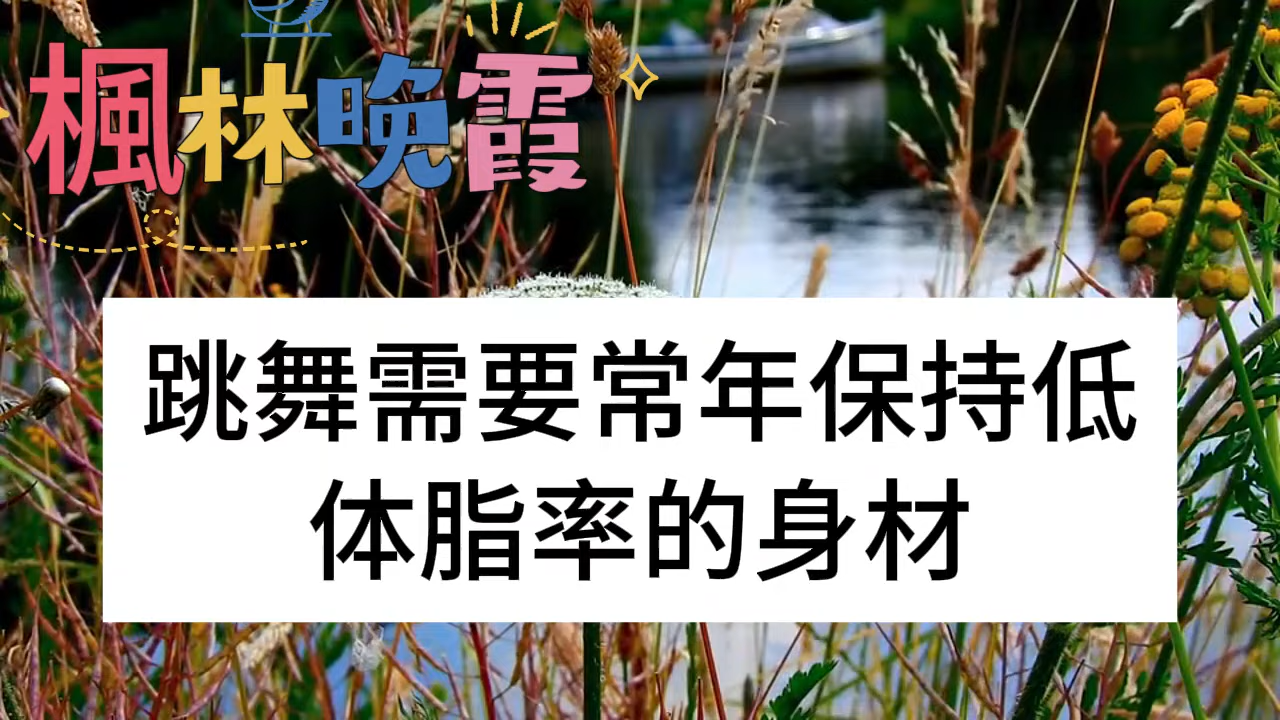 楓林晚霞
跳舞需要常年保持低
体脂率的身材